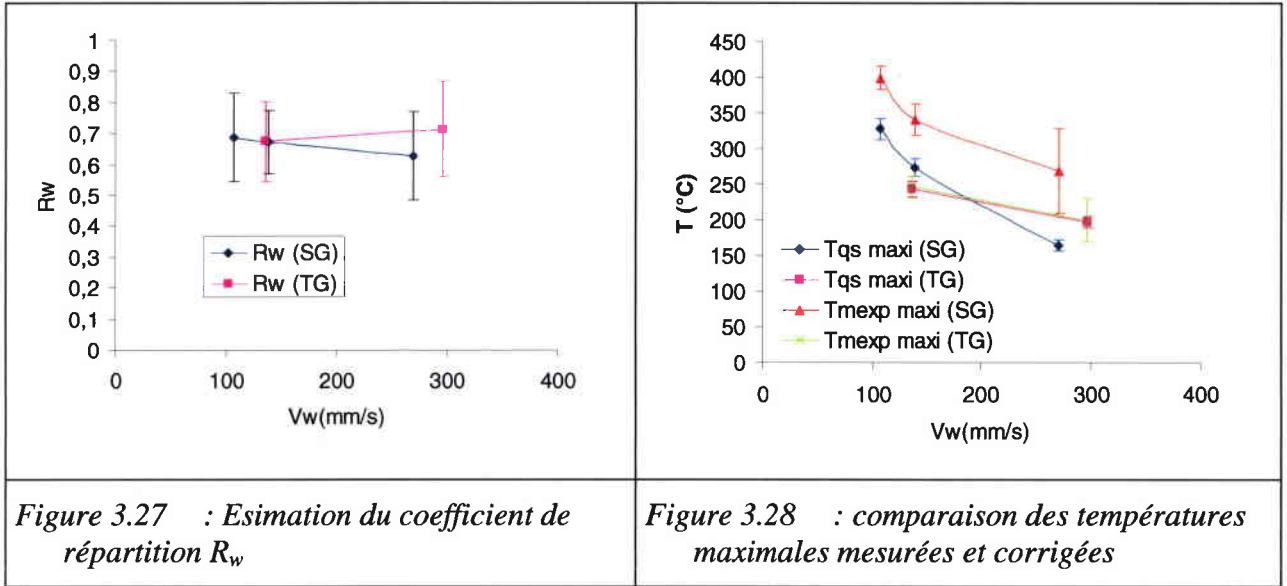 1
0,9
0,8
0,7
0,6
0,5
0,4
0,3
0,2
0,1
0
Rw
Rw (SG)
Rw (TG)
0 100 200 300 400
Vw(mm/s)
450
400
350
300
250
200
150
100
50
0
T (°C)
Tqs maxi (SG)
Tqs maxi (TG)
Tmexp maxi (SG)
Tmexp maxi (TG)
0 100 200 300 400
Vw(mm/s)
Figure 3.27 : Esimation du coefficient de
répartition Rw
Figure 3.28 : comparaison des températures
maximales mesurées et corrigées